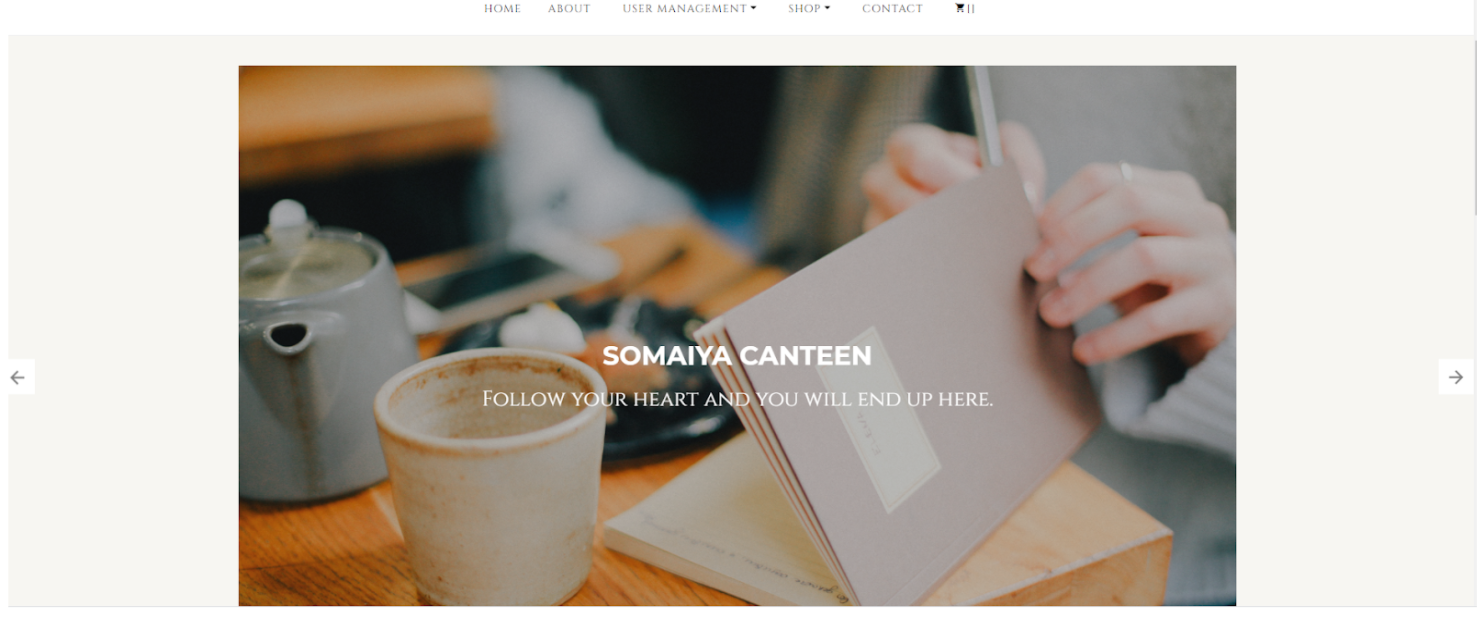 HOME ABOUT USER MANAGEMENT SHOP CONTACT ||
SOMAIYA CANTEEN
FOLLOW YOUR HEART AND YOU WILL END UP HERE.